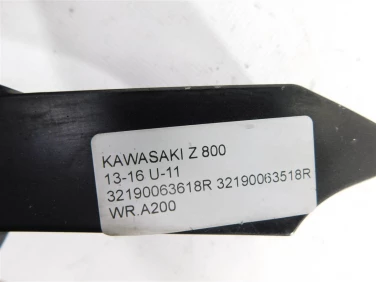 KAWASAKI Z 800
13-16 U-11
32190063618R 32190063518R
WR.A200